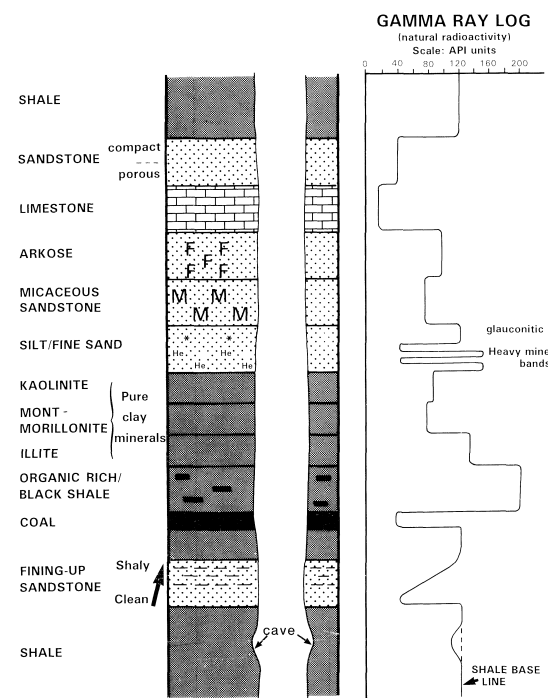 GAMMA RAY LOG
(natural radioactivity)
Scale: API units
0 40 80 120 160 200
SHALE
compact
SANDSTONE
porous
LIMESTONE
ARKOSE
F F
F
F F
MICACEOUS
SANDSTONE
M M
M M
glauconitic
SILT/FINE SAND
* *
He He
He He
Heavy mine
bands
KAOLINITE
MONT-
MORILLONITE
ILLITE
Pure
clay
minerals
ORGANIC RICH/
BLACK SHALE
COAL
FINING-UP
SANDSTONE
Shaly
Clean
cave
SHALE
SHALE BASE
LINE